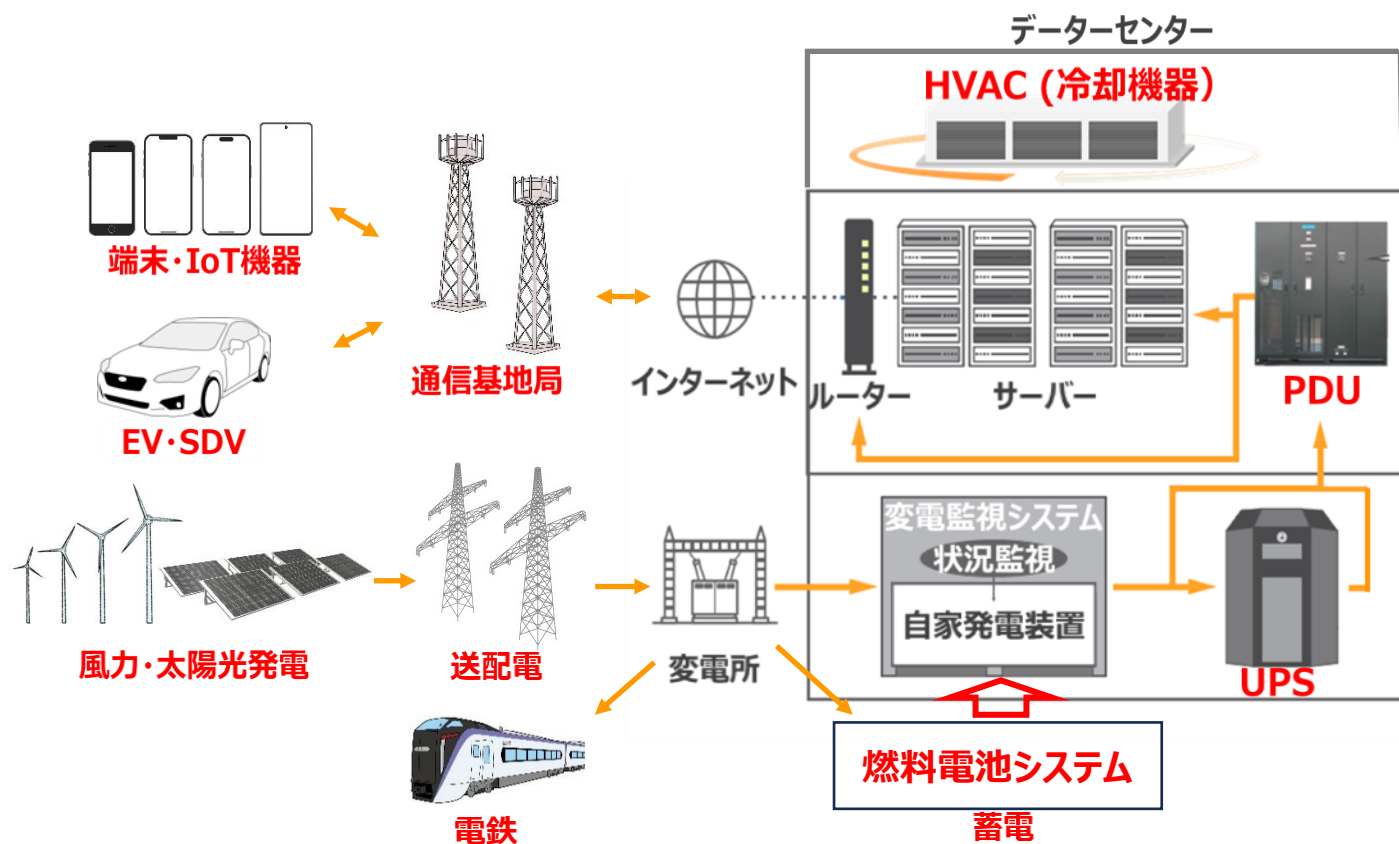 データーセンター
HVAC (冷却機器）
端末･IoT機器
通信基地局
インターネット
ルーター
サーバー
PDU
EV･SDV
変電監視システム
状況監視
自家発電装置
風力･太陽光発電
送配電
変電所
UPS
燃料電池システム
電鉄
蓄電